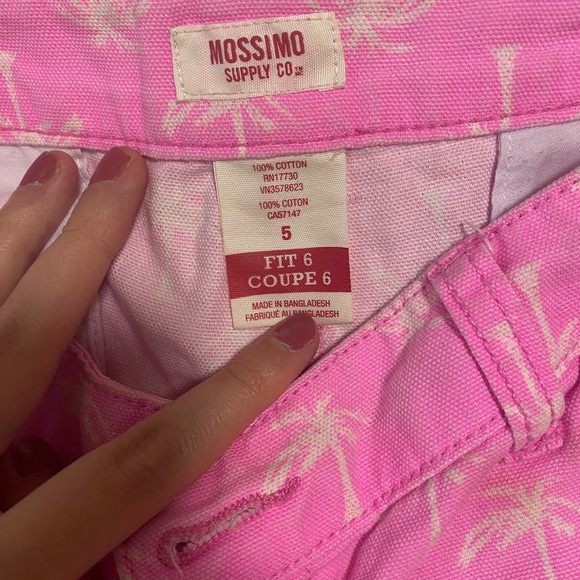 MOSSIMO
SUPPLY CO™
100% COTTON
RN17730
VN3578623
100% COTON
CA57147
5
FIT 6
COUPE 6
MADE IN BANGLADESH
FABRIQUÉ AU BANGLADESH